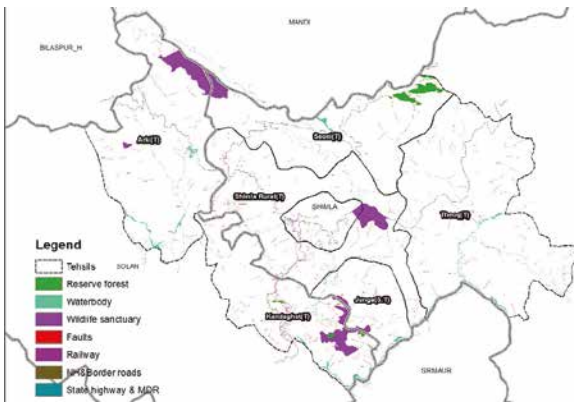 MANDI
BILASPUR_H
Seoni(T)
Arki(T)
Shimla Rural(T)
SHIMLA
Theog(T)
Legend
Tehsils
SOLAN
Reserve forest
Junga(S.T)
Waterbody
Kandaghat(T)
Wildlife sanctuary
Faults
Railway
SIRMAUR
NH&Border roads
State highway & MDR